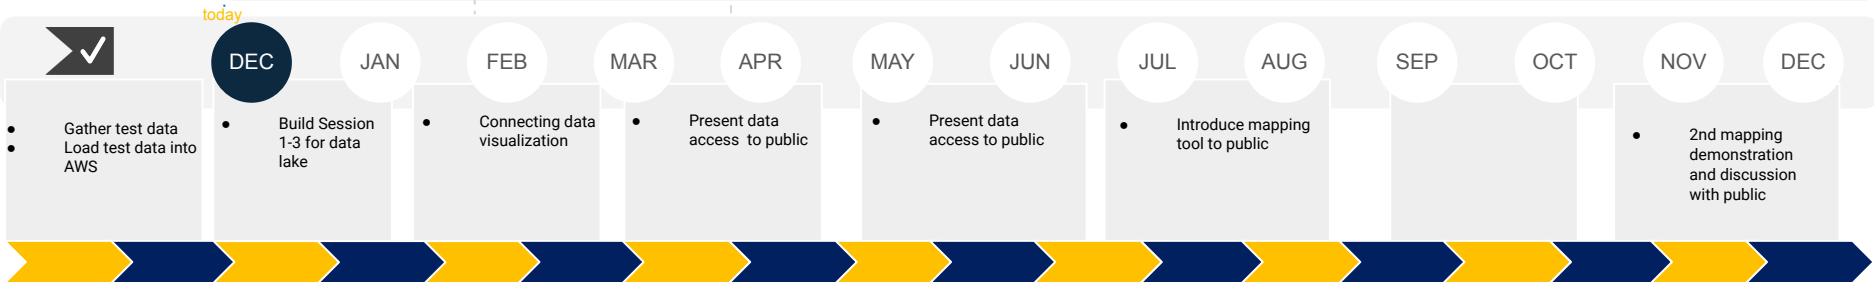 today
DEC
JAN
FEB
MAR
APR
MAY
JUN
JUL
AUG
SEP
OCT
NOV
DEC
● Gather test data
● Load test data into
AWS
● Build Session
1-3 for data
lake
● Connecting data
visualization
● Present data
access to public
● Present data
access to public
● Introduce mapping
tool to public
● 2nd mapping
demonstration
and discussion
with public